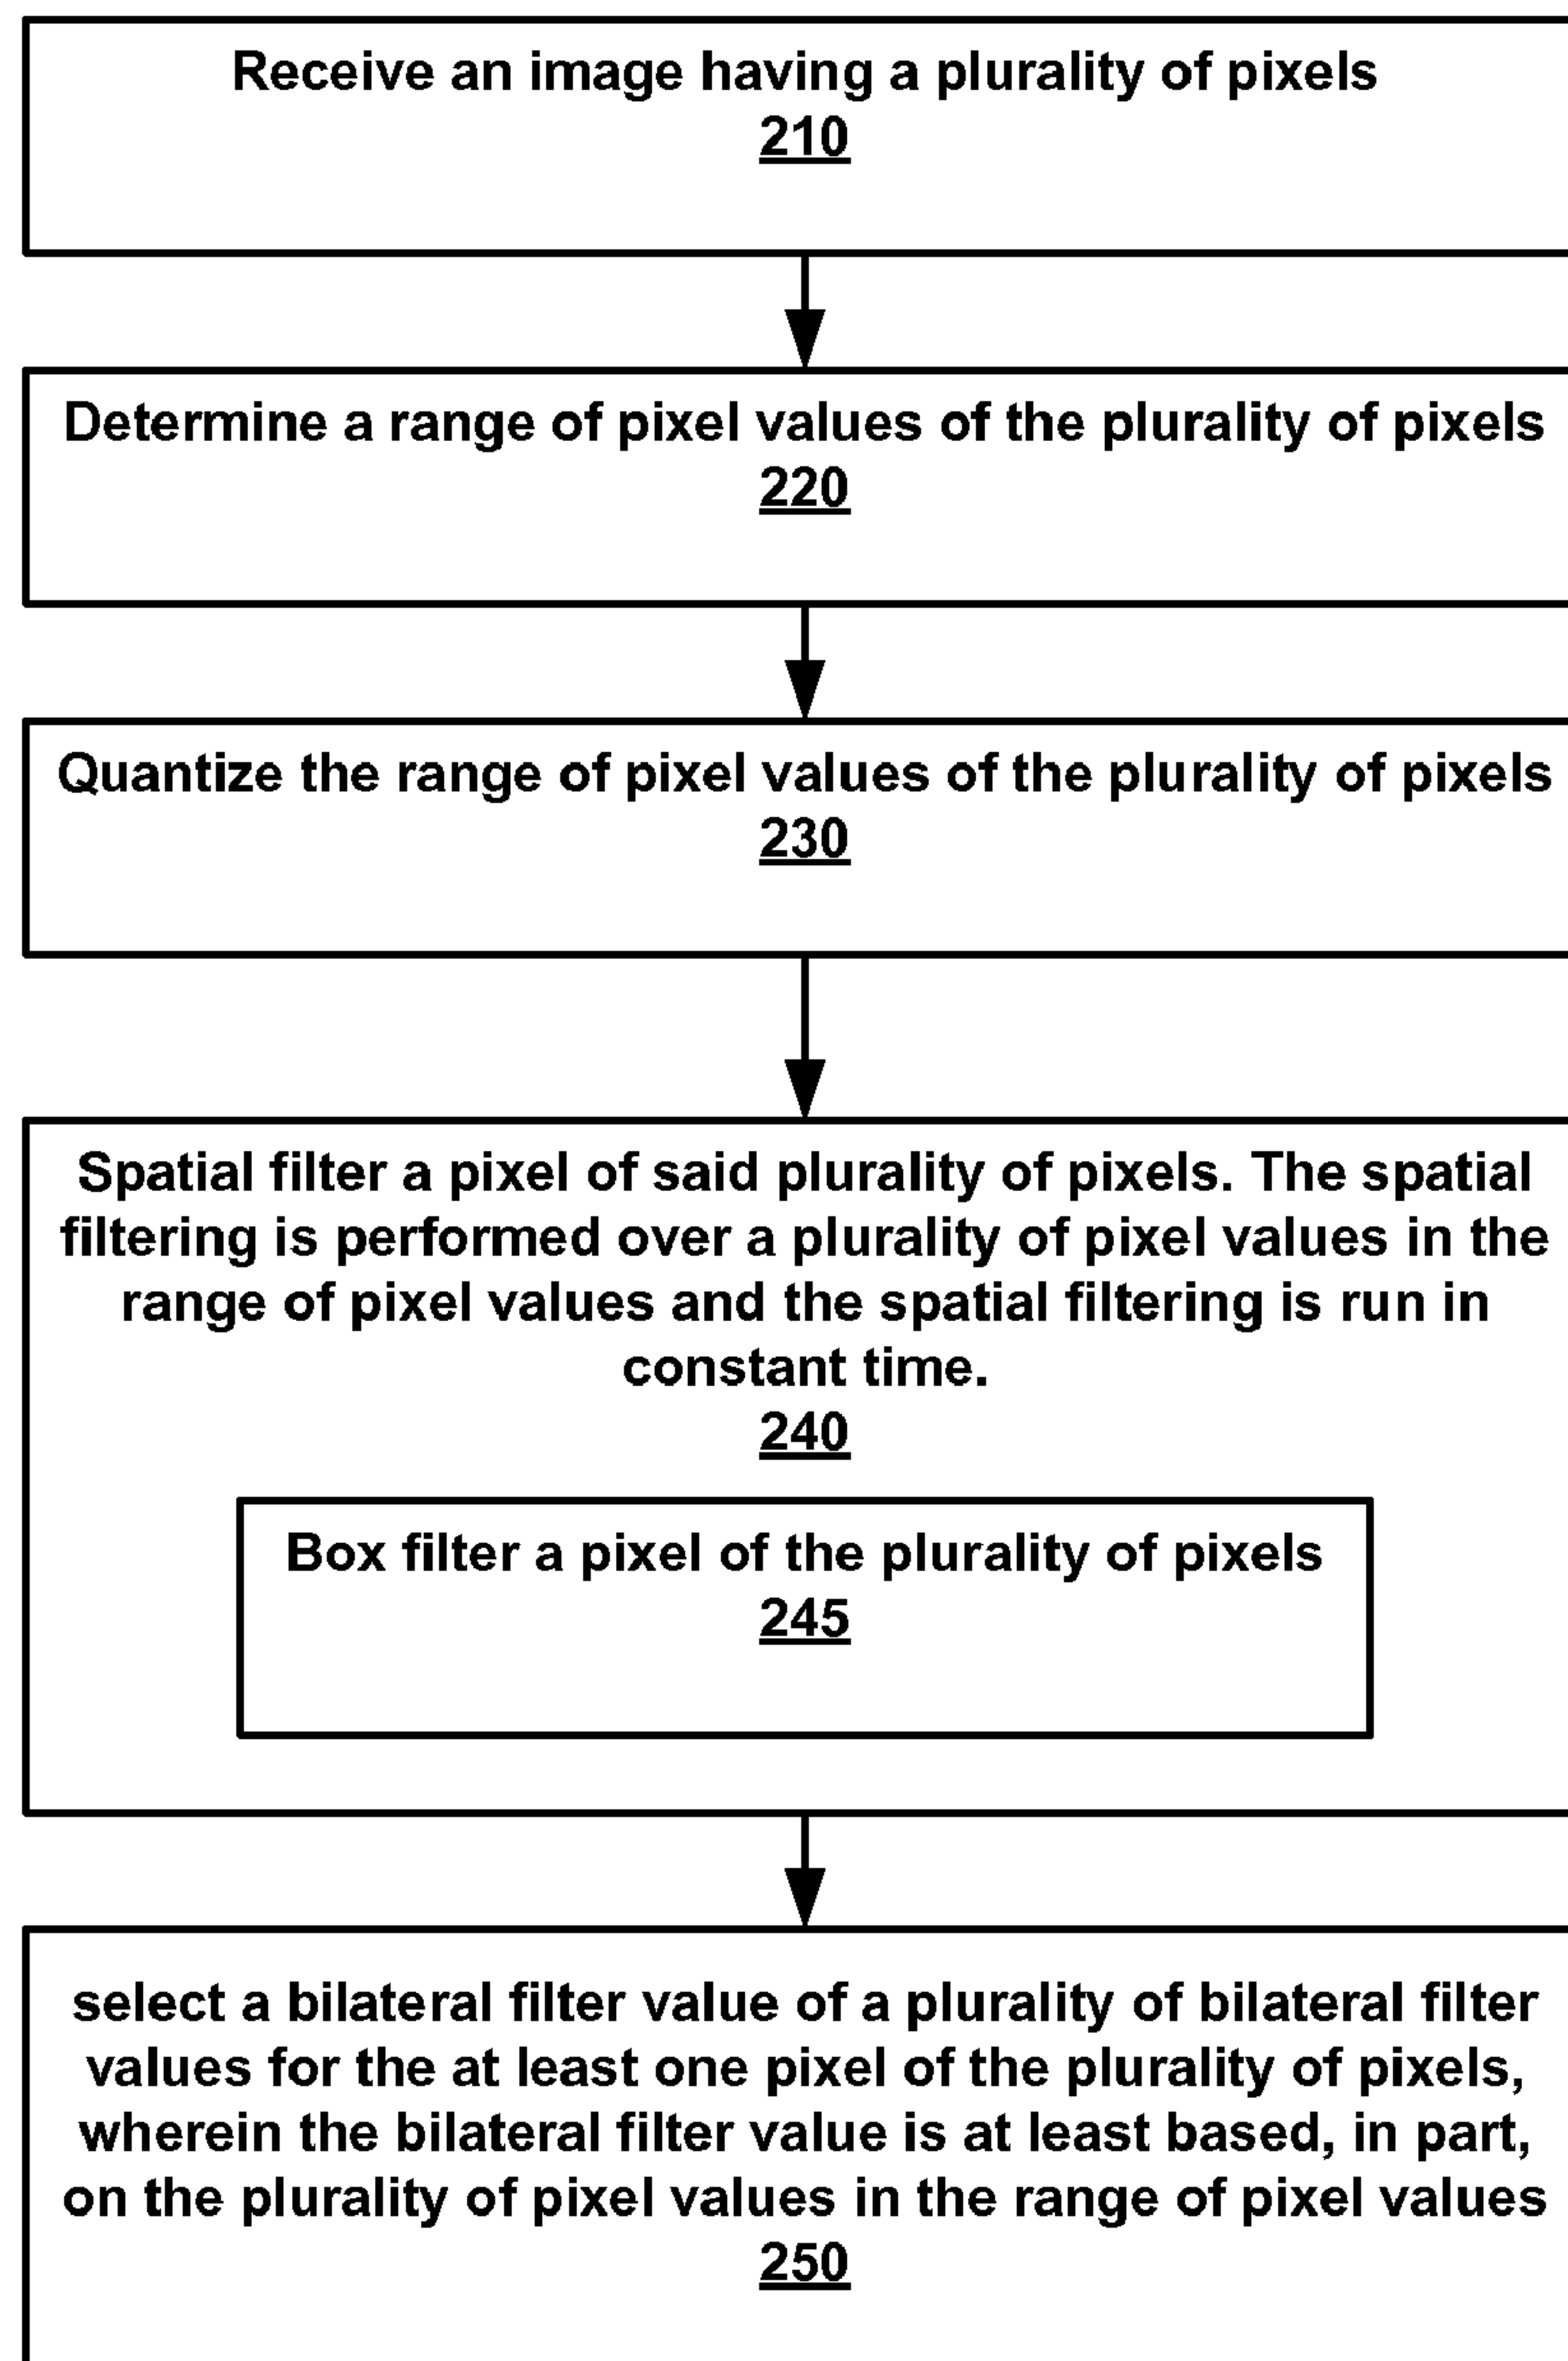 Receive an image having a plurality of pixels
210
Determine a range of pixel values of the plurality of pixels
220
Quantize the range of pixel values of the plurality of pixels
230
Spatial filter a pixel of said plurality of pixels. The spatial
filtering is performed over a plurality of pixel values in the
range of pixel values and the spatial filtering is run in
constant time.
240
Box filter a pixel of the plurality of pixels
245
select a bilateral filter value of a plurality of bilateral filter
values for the at least one pixel of the plurality of pixels,
wherein the bilateral filter value is at least based, in part,
on the plurality of pixel values in the range of pixel values
250